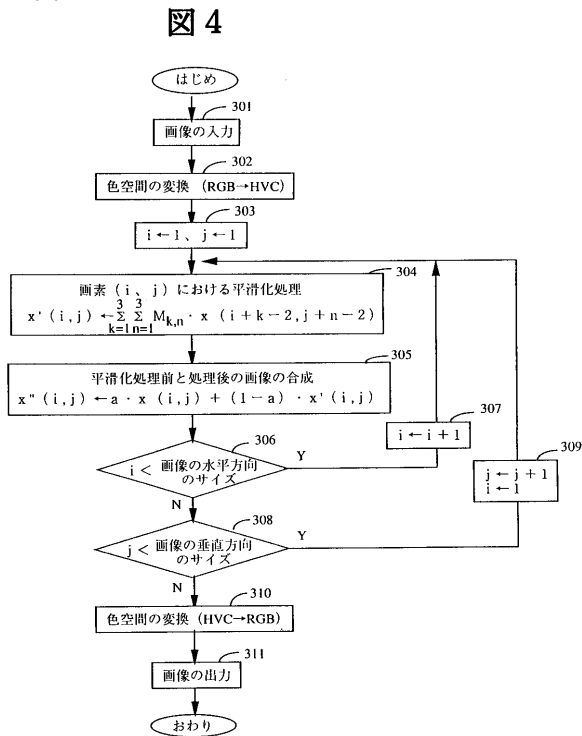 図4
はじめ
301
画像の入力
302
色空間の変換 (RGB→HVC)
303
i←1、j←1
304
画素(i、j)における平滑化処理
x'(i,j)←Σ Σ M_{k,n}・x(i+k−2,j+n−2)
3 3
k=1 n=1
305
平滑化処理前と処理後の画像の合成
x"(i,j)←a・x(i,j)+(1−a)・x'(i,j)
306
i< 画像の水平方向
のサイズ
Y
N
307
i←i+1
308
j< 画像の垂直方向
のサイズ
Y
N
309
j←j+1
i←1
310
色空間の変換(HVC→RGB)
311
画像の出力
おわり